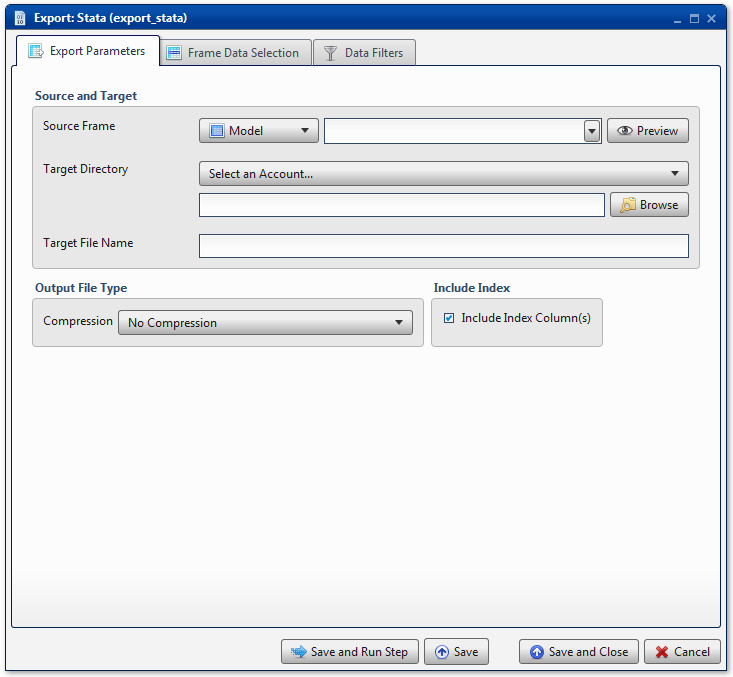 Export: Stata (export_stata)
Export Parameters
Frame Data Selection
Data Filters
Source and Target
Source Frame
Model
Preview
Target Directory
Select an Account...
Browse
Target File Name
Output File Type
Include Index
Compression
No Compression
Include Index Column(s)
Save and Run Step
Save
Save and Close
Cancel